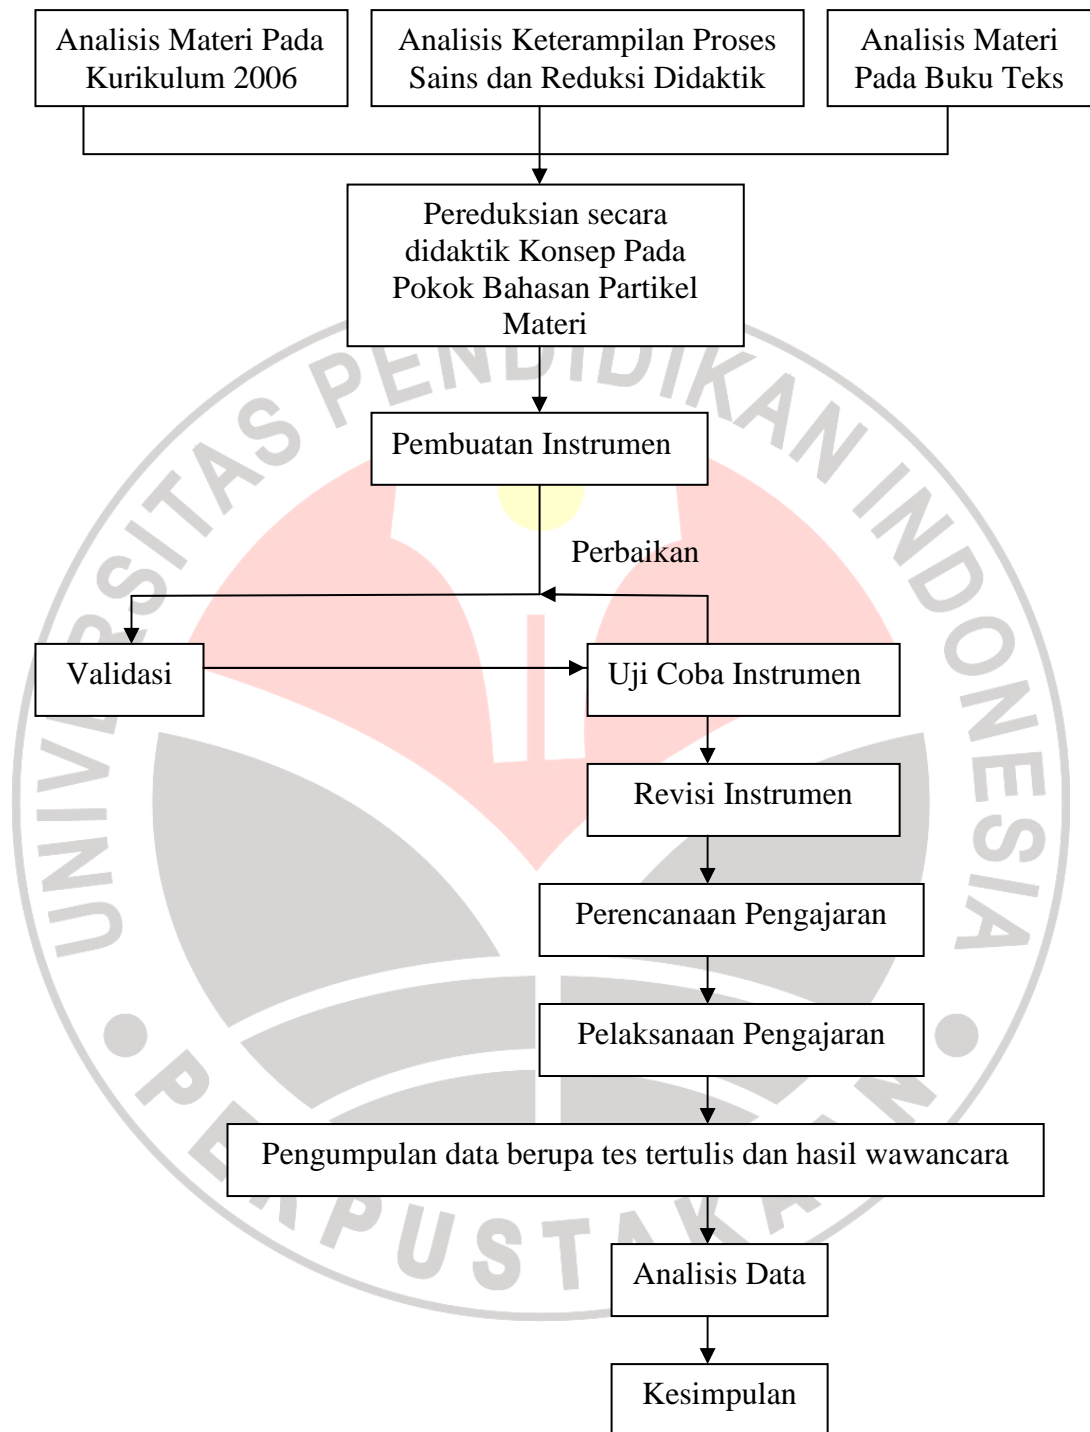 Analisis Materi Pada
Kurikulum 2006
Analisis Keterampilan Proses
Sains dan Reduksi Didaktik
Analisis Materi
Pada Buku Teks
Pereduksian secara
didaktik Konsep Pada
Pokok Bahasan Partikel
Materi
Pembuatan Instrumen
Perbaikan
Validasi
Uji Coba Instrumen
Revisi Instrumen
Perencanaan Pengajaran
Pelaksanaan Pengajaran
Pengumpulan data berupa tes tertulis dan hasil wawancara
Analisis Data
Kesimpulan
UNIVERSITAS PENDIDIKAN INDONESIA
PERPUSTAKAAN